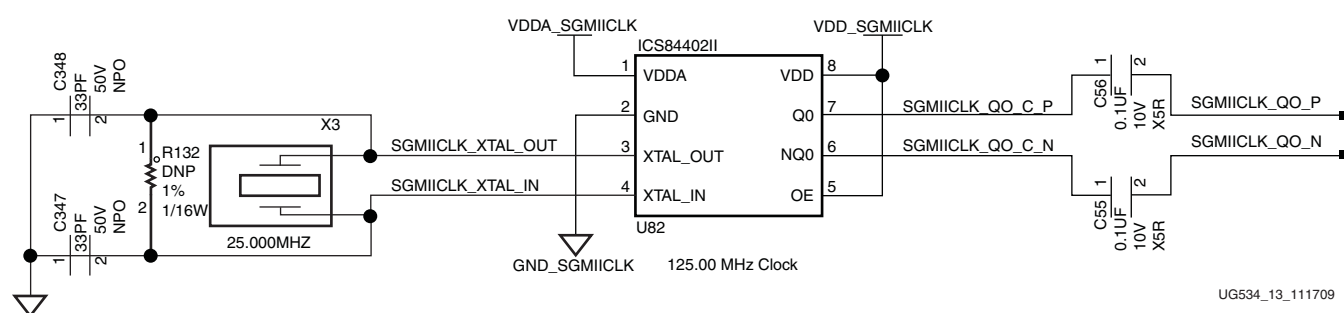 VDDA_SGMIICLK
VDD_SGMIICLK
ICS84402II
1 VDDA
VDD 8
2 GND
Q0 7
3 XTAL_OUT
NQ0 6
4 XTAL_IN
OE 5
U82
125.00 MHz Clock
GND_SGMIICLK
C348
33PF
50V
NPO
1
2
C347
33PF
50V
NPO
1
2
1
R132
DNP
1%
1/16W
2
X3
25.000MHZ
SGMIICLK_XTAL_OUT
SGMIICLK_XTAL_IN
SGMIICLK_QO_C_P
SGMIICLK_QO_C_N
1
2
C56
0.1UF
10V
X5R
SGMIICLK_QO_P
SGMIICLK_QO_N
1
2
C55
0.1UF
10V
X5R
UG534_13_111709